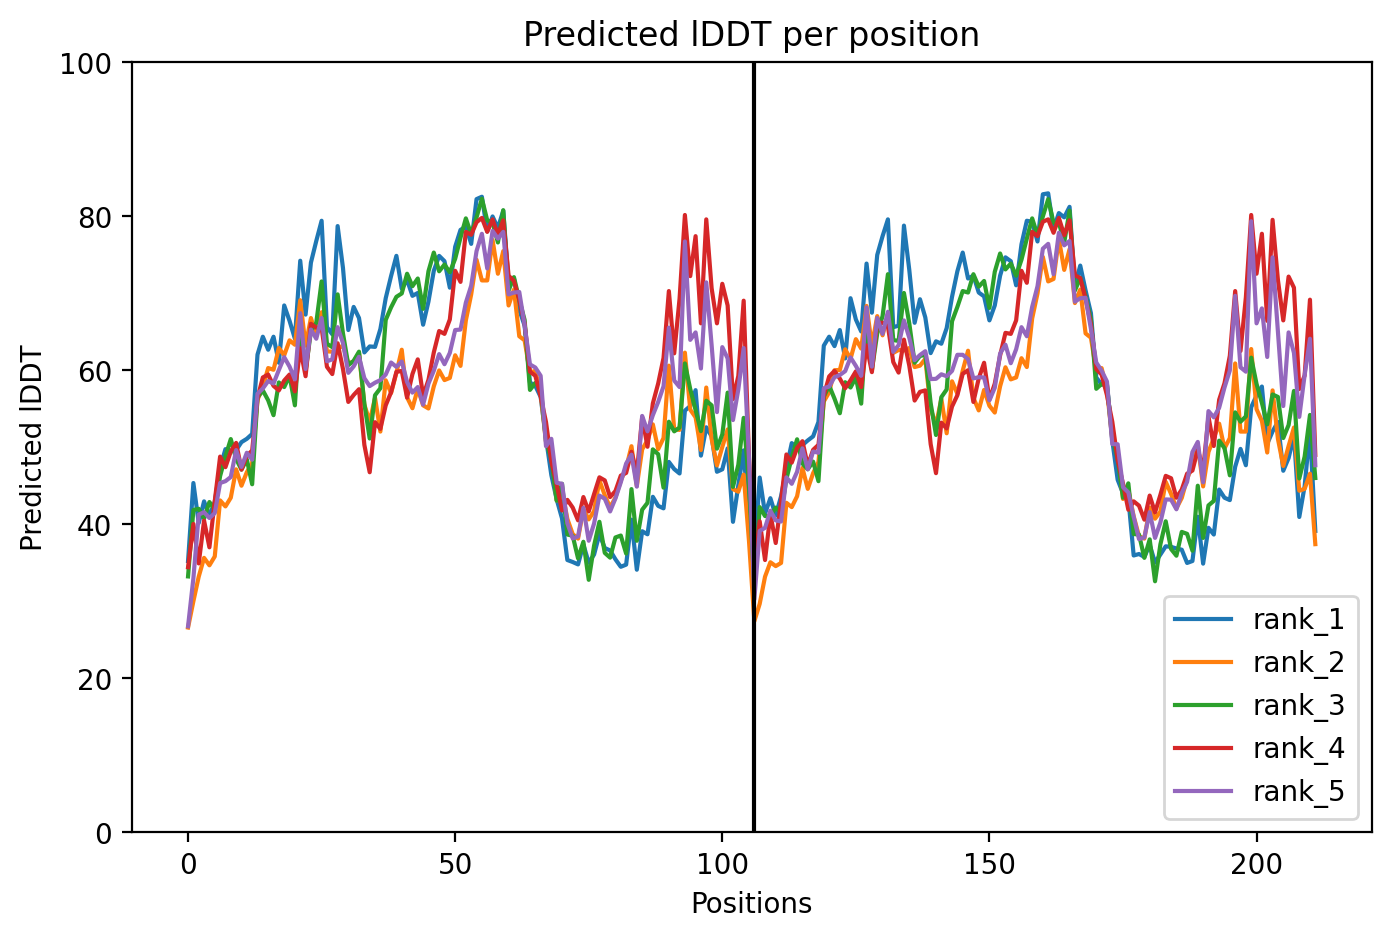 Predicted lDDT per position
Predicted lDDT
100
80
60
40
20
0
0 50 100 150 200
Positions
rank_1
rank_2
rank_3
rank_4
rank_5